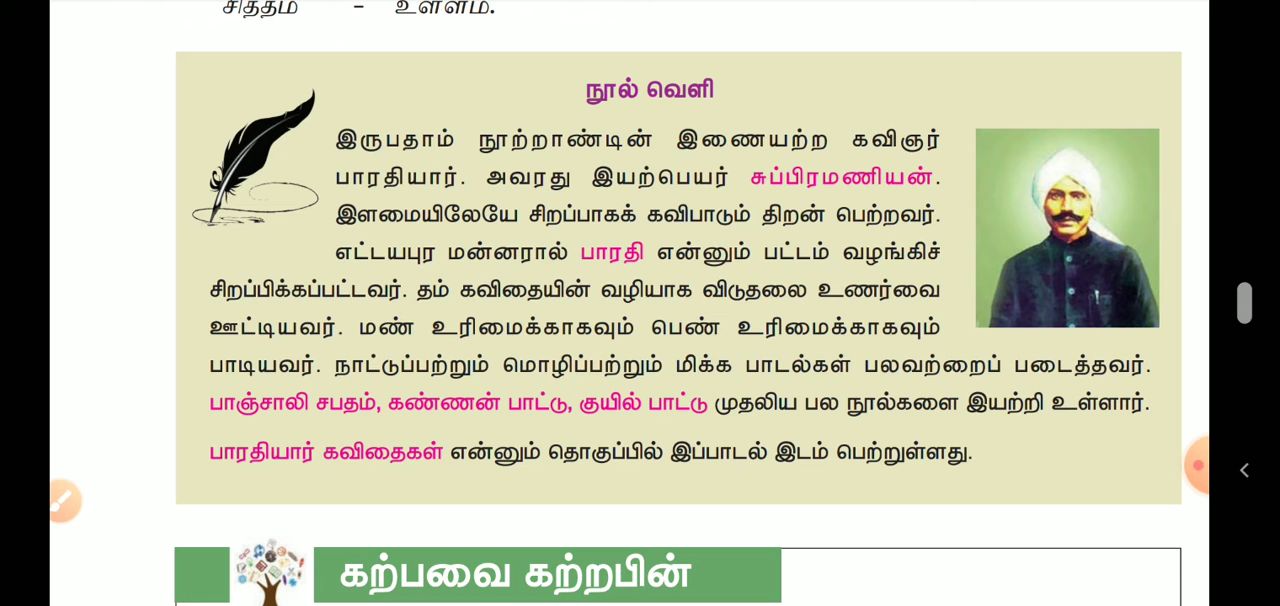 சித்தம் - உள்ளம்.
நூல் வெளி
இருபதாம் நூற்றாண்டின் இணையற்ற கவிஞர்
பாரதியார். அவரது இயற்பெயர் சுப்பிரமணியன்.
இளமையிலேயே சிறப்பாகக் கவிபாடும் திறன் பெற்றவர்.
எட்டயபுர மன்னரால் பாரதி என்னும் பட்டம் வழங்கிச்
சிறப்பிக்கப்பட்டவர். தம் கவிதையின் வழியாக விடுதலை உணர்வை
ஊட்டியவர். மண் உரிமைக்காகவும் பெண் உரிமைக்காகவும்
பாடியவர். நாட்டுப்பற்றும் மொழிப்பற்றும் மிக்க பாடல்கள் பலவற்றைப் படைத்தவர்.
பாஞ்சாலி சபதம், கண்ணன் பாட்டு, குயில் பாட்டு முதலிய பல நூல்களை இயற்றி உள்ளார்.
பாரதியார் கவிதைகள் என்னும் தொகுப்பில் இப்பாடல் இடம் பெற்றுள்ளது.
கற்பவை கற்றபின்